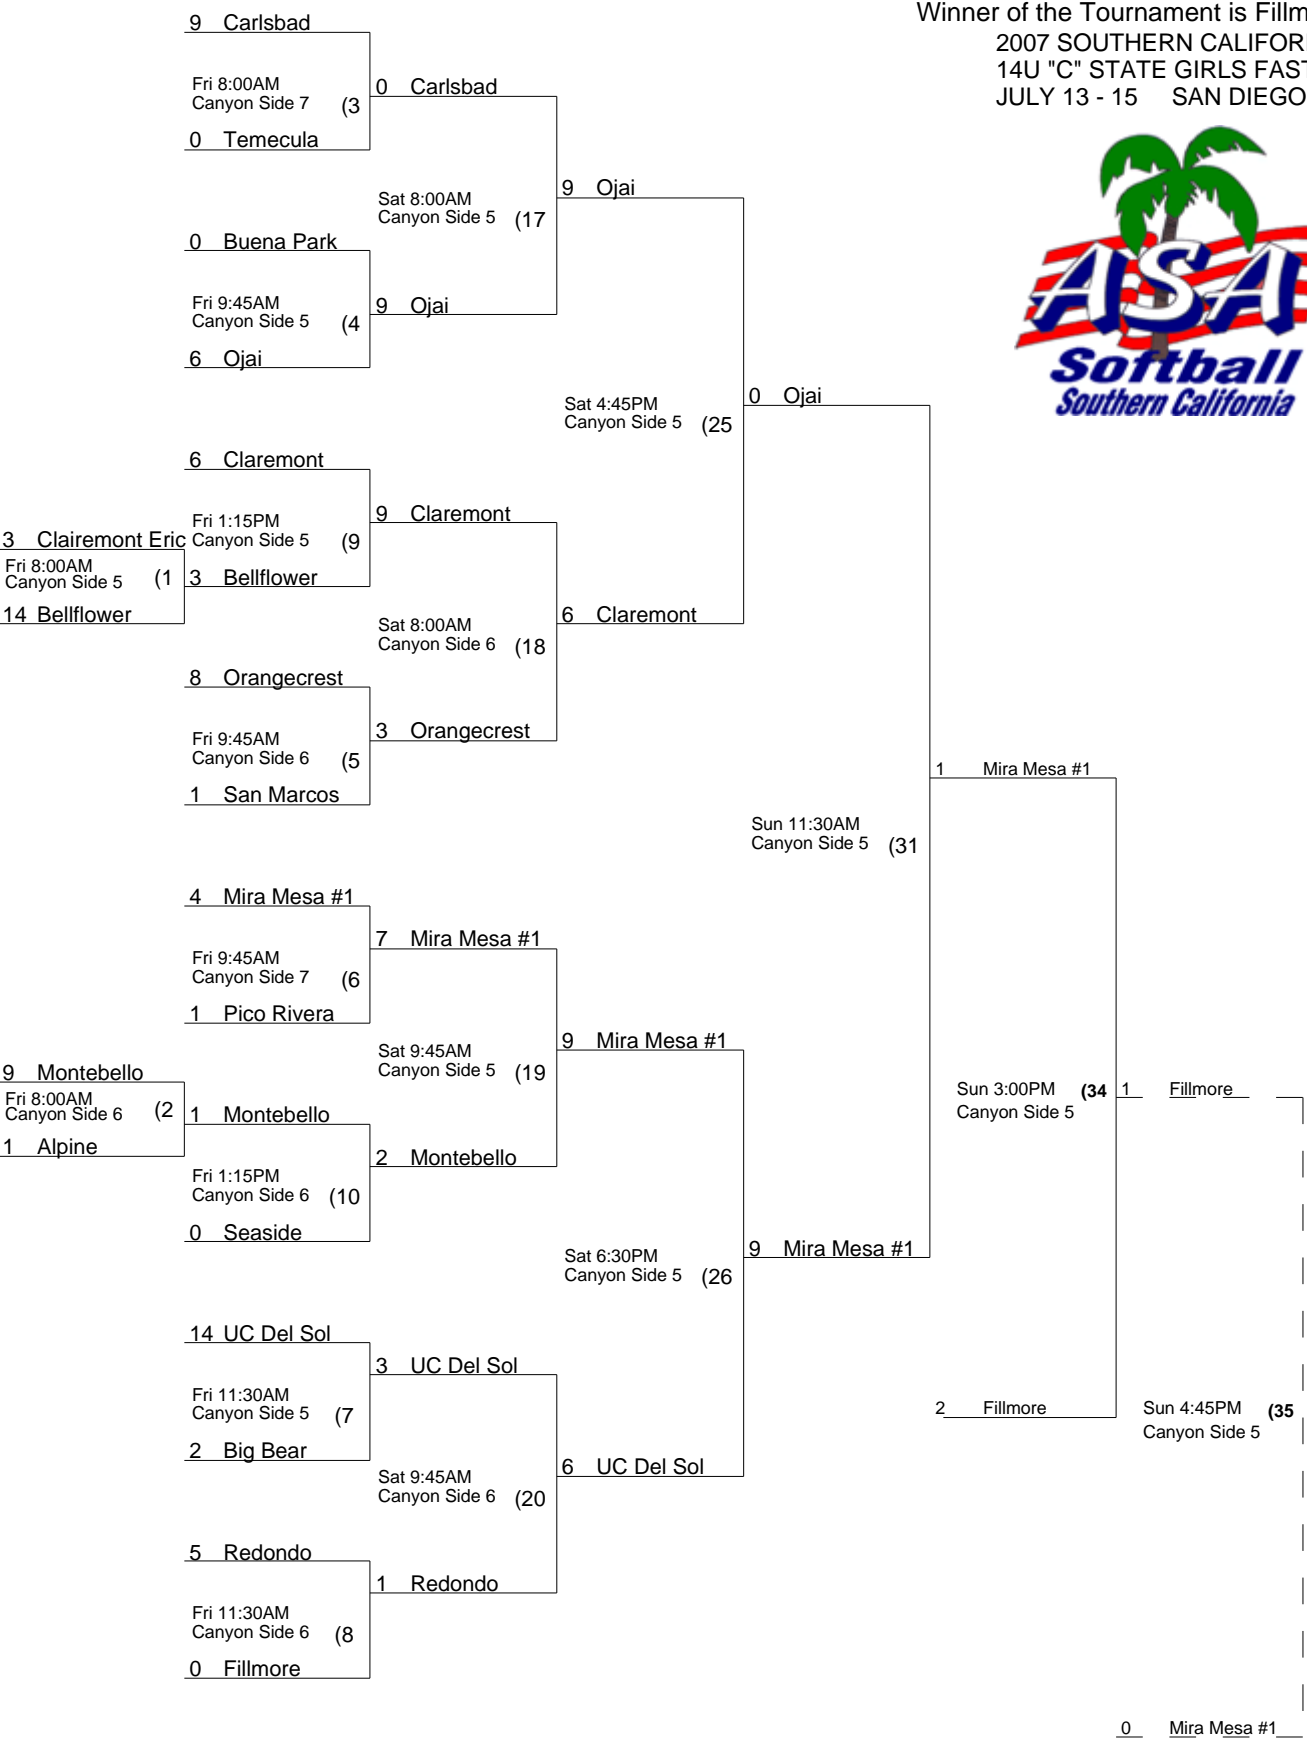 Winner of the Tournament is Fillm
2007 SOUTHERN CALIFOR
14U "C" STATE GIRLS FAST
JULY 13 - 15 SAN DIEGO
ASA
Softball
Southern California
9 Carlsbad
Fri 8:00AM
Canyon Side 7 (3
0 Temecula
0 Carlsbad
Sat 8:00AM
Canyon Side 5 (17
9 Ojai
0 Buena Park
Fri 9:45AM
Canyon Side 5 (4
9 Ojai
6 Ojai
Sat 4:45PM
Canyon Side 5 (25
0 Ojai
6 Claremont
Fri 1:15PM
Canyon Side 5 (9
9 Claremont
3 Clairemont Eric
Fri 8:00AM
Canyon Side 5 (1
14 Bellflower
3 Bellflower
Sat 8:00AM
Canyon Side 6 (18
6 Claremont
8 Orangecrest
Fri 9:45AM
Canyon Side 6 (5
3 Orangecrest
1 San Marcos
1 Mira Mesa #1
Sun 11:30AM
Canyon Side 5 (31
4 Mira Mesa #1
Fri 9:45AM
Canyon Side 7 (6
7 Mira Mesa #1
1 Pico Rivera
Sat 9:45AM
Canyon Side 5 (19
9 Mira Mesa #1
9 Montebello
Fri 8:00AM
Canyon Side 6 (2
1 Alpine
1 Montebello
Fri 1:15PM
Canyon Side 6 (10
2 Montebello
0 Seaside
Sun 3:00PM (34
Canyon Side 5
1 Fillmore
Sat 6:30PM
Canyon Side 5 (26
9 Mira Mesa #1
14 UC Del Sol
Fri 11:30AM
Canyon Side 5 (7
3 UC Del Sol
2 Big Bear
Sat 9:45AM
Canyon Side 6 (20
6 UC Del Sol
2 Fillmore
Sun 4:45PM (35
Canyon Side 5
5 Redondo
Fri 11:30AM
Canyon Side 6 (8
1 Redondo
0 Fillmore
0 Mira Mesa #1